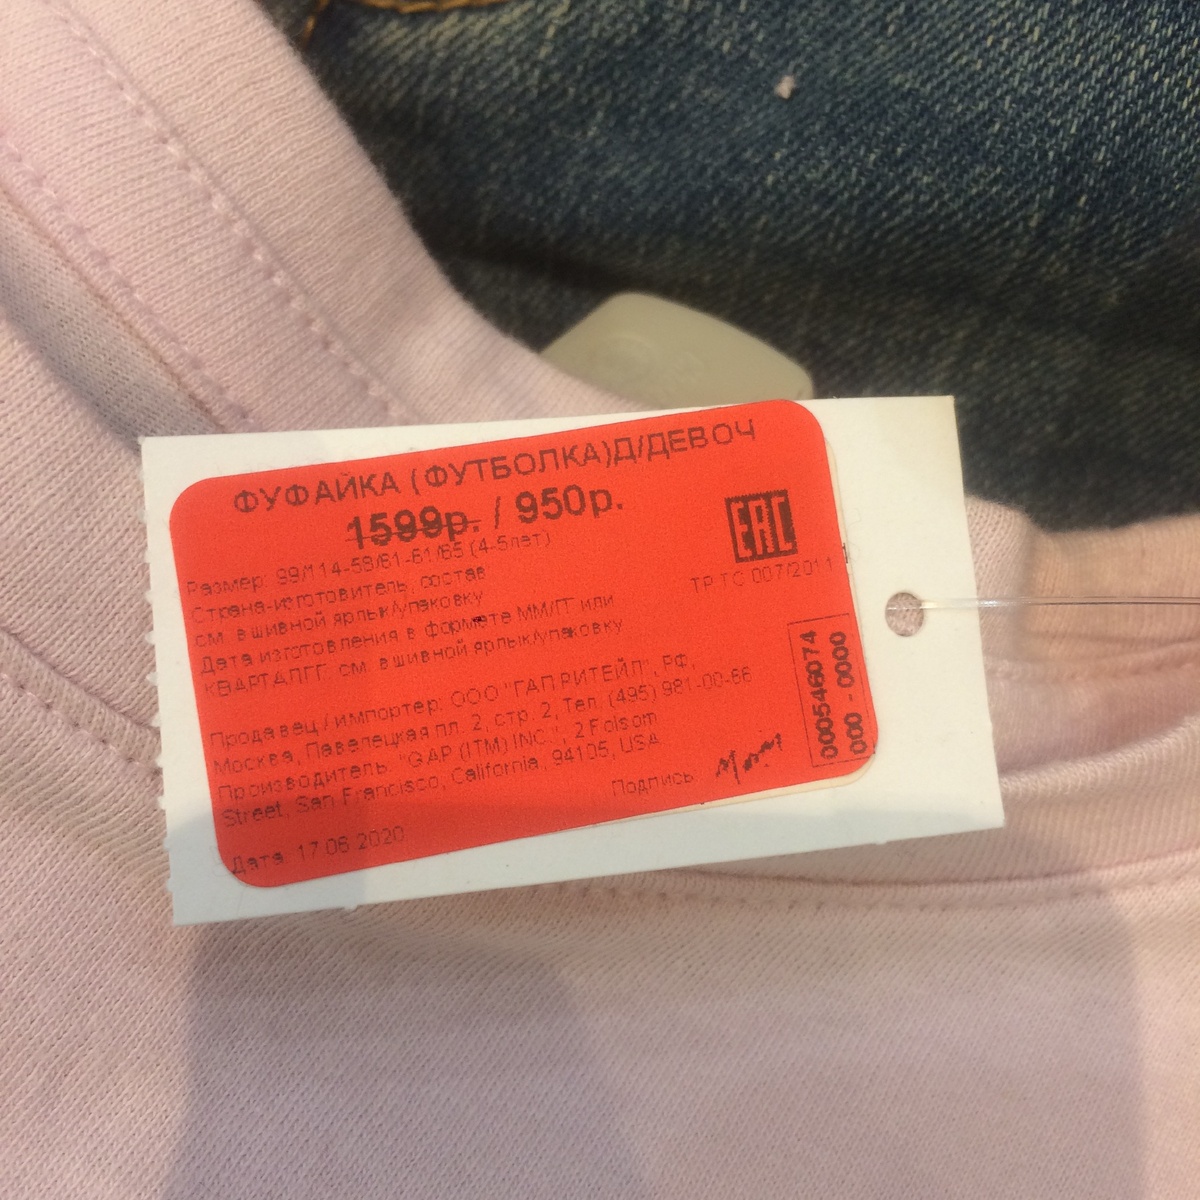 ФУФАЙКА (ФУТБОЛКА)Д/ДЕВОЧ
1599р. / 950р.
Размер: 99/114-58/61-61/65 (4-5лет)
Страна-изготовитель, состав
см. вшивной ярлык/упаковку
Дата изготовления в формате ММ/ГГ или
КВАРТАЛГГ: см. вшивной ярлык/упаковку
EAC
ТР ТС 007/2011
Продавец / импортер: ООО "ГАП РИТЕЙЛ", РФ,
Москва, Павелецкая пл. 2, стр. 2, Тел. (495) 981-00-66
Производитель: "GAP (ITM) INC.", 2 Folsom
Street, San Francisco, California, 94105, USA
Подпись:
Дата: 17.06.2020
000546074
000 - 0000